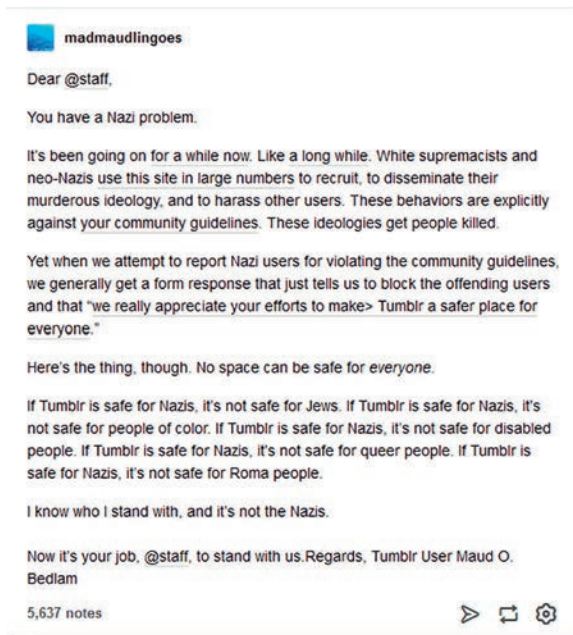 madmaudlingoes
Dear @staff,
You have a Nazi problem.
It's been going on for a while now. Like a long while. White supremacists and
neo-Nazis use this site in large numbers to recruit, to disseminate their
murderous ideology, and to harass other users. These behaviors are explicitly
against your community guidelines. These ideologies get people killed.
Yet when we attempt to report Nazi users for violating the community guidelines,
we generally get a form response that just tells us to block the offending users
and that "we really appreciate your efforts to make> Tumblr a safer place for
everyone."
Here's the thing, though. No space can be safe for everyone.
If Tumblr is safe for Nazis, it's not safe for Jews. If Tumblr is safe for Nazis, it's
not safe for people of color. If Tumblr is safe for Nazis, it's not safe for disabled
people. If Tumblr is safe for Nazis, it's not safe for queer people. If Tumblr is
safe for Nazis, it's not safe for Roma people.
I know who I stand with, and it's not the Nazis.
Now it's your job, @staff, to stand with us.Regards, Tumblr User Maud O.
Bedlam
5,637 notes